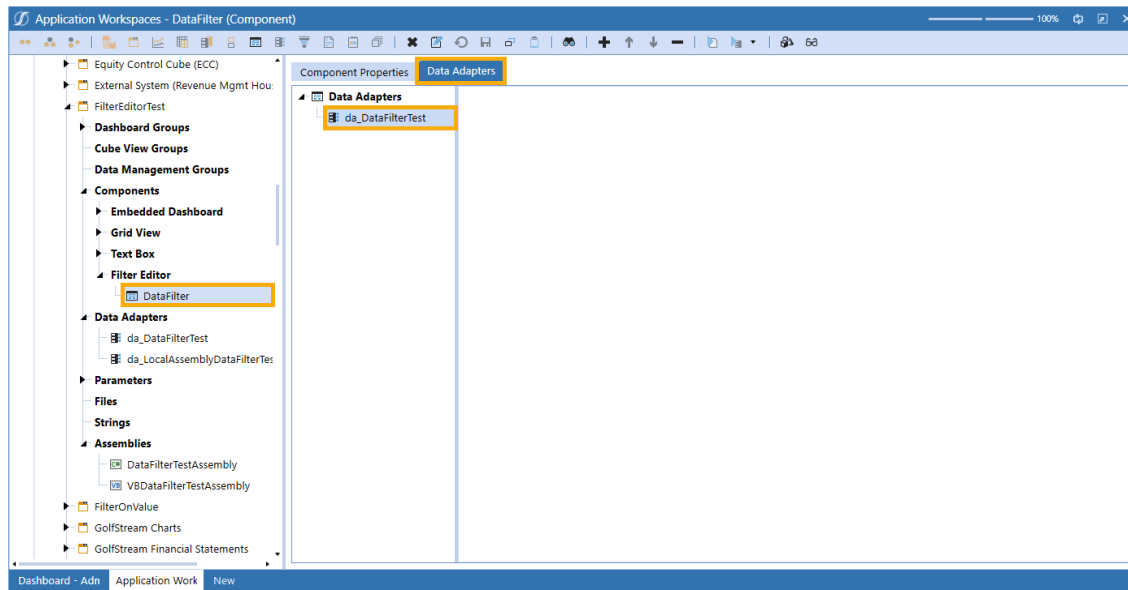 Application Workspaces - DataFilter (Component)
100%
Equity Control Cube (ECC)
External System (Revenue Mgmt Hou
FilterEditorTest
Dashboard Groups
Cube View Groups
Data Management Groups
Components
Embedded Dashboard
Grid View
Text Box
Filter Editor
DataFilter
Data Adapters
da_DataFilterTest
da_LocalAssemblyDataFilterTes
Parameters
Files
Strings
Assemblies
C# DataFilterTestAssembly
VB VBDataFilterTestAssembly
FilterOnValue
GolfStream Charts
GolfStream Financial Statements
Component Properties Data Adapters
Data Adapters
da_DataFilterTest
Dashboard - Adn Application Work New